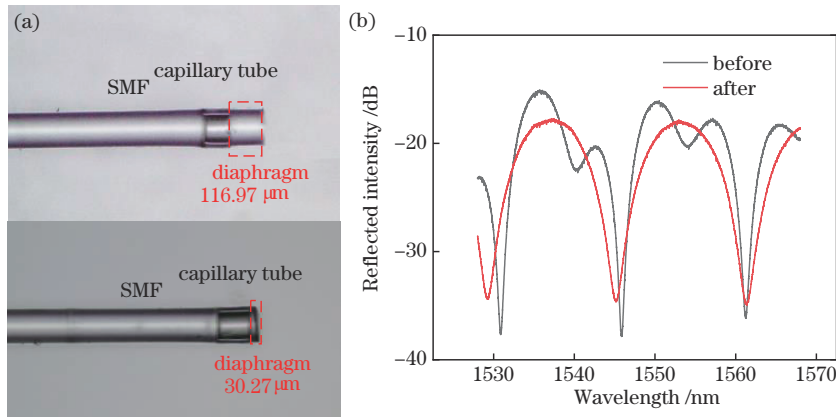 (a)
SMF
capillary tube
diaphragm
116.97 μm
SMF
capillary tube
diaphragm
30.27 μm
(b)
−10
−20
−30
−40
Reflected intensity /dB
before
after
1530
1540
1550
1560
1570
Wavelength /nm